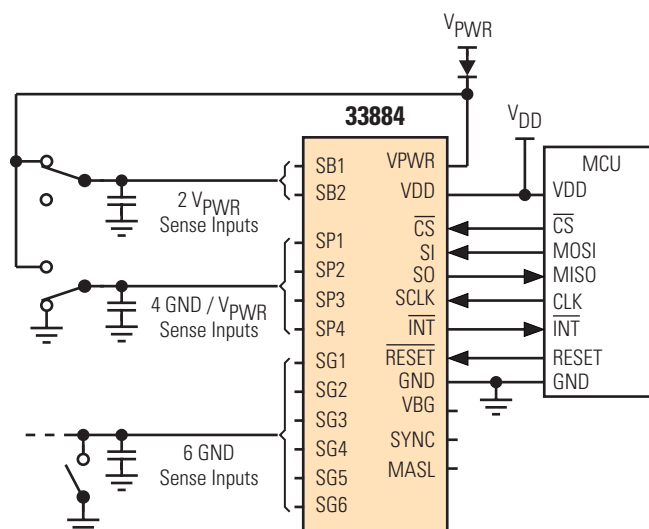 VPWR
33884
VDD
MCU
SB1
SB2
SP1
SP2
SP3
SP4
SG1
SG2
SG3
SG4
SG5
SG6
VPWR
VDD
CS
SI
SO
SCLK
INT
RESET
GND
VBG
SYNC
MASL
VDD
CS
MOSI
MISO
CLK
INT
RESET
GND
2 VPWR
Sense Inputs
4 GND / VPWR
Sense Inputs
6 GND
Sense Inputs